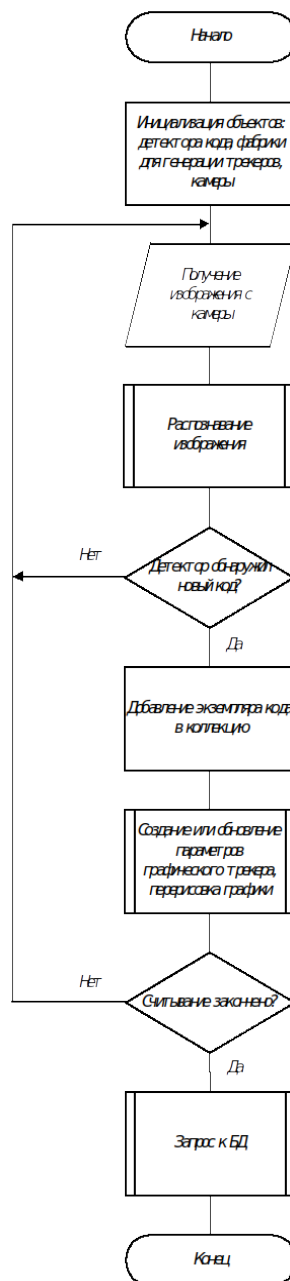 Начало
Инициализация объектов:
детектора кода, фабрики
для генерации трекеров,
камеры
Получение
изображения с
камеры
Распознавание
изображения
Нет
Детектор обнаружил
новый код?
Да
Добавление экземпляра кода
в коллекцию
Создание или обновление
параметров
графического трекера,
перерисовка графики
Нет
Считывание закончено?
Да
Запрос к БД
Конец